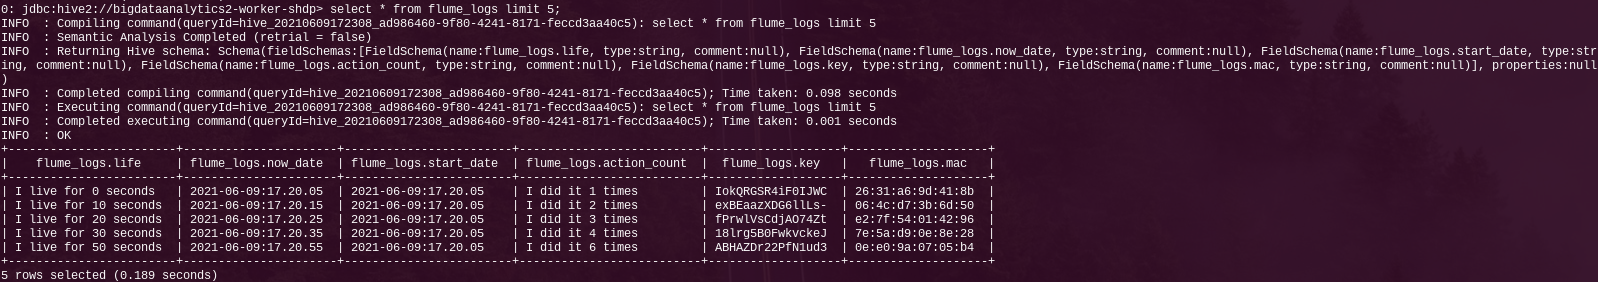 0: jdbc:hive2://bigdataanalytics2-worker-shdp> select * from flume_logs limit 5;
INFO  : Compiling command(queryId=hive_20210609172308_ad986460-9f80-4241-8171-feccd3aa40c5): select * from flume_logs limit 5
INFO  : Semantic Analysis Completed (retrial = false)
INFO  : Returning Hive schema: Schema(fieldSchemas:[FieldSchema(name:flume_logs.life, type:string, comment:null), FieldSchema(name:flume_logs.now_date, type:string, comment:null), FieldSchema(name:flume_logs.start_date, type:str
ing, comment:null), FieldSchema(name:flume_logs.action_count, type:string, comment:null), FieldSchema(name:flume_logs.key, type:string, comment:null), FieldSchema(name:flume_logs.mac, type:string, comment:null)], properties:null
)
INFO  : Completed compiling command(queryId=hive_20210609172308_ad986460-9f80-4241-8171-feccd3aa40c5); Time taken: 0.098 seconds
INFO  : Executing command(queryId=hive_20210609172308_ad986460-9f80-4241-8171-feccd3aa40c5): select * from flume_logs limit 5
INFO  : Completed executing command(queryId=hive_20210609172308_ad986460-9f80-4241-8171-feccd3aa40c5); Time taken: 0.001 seconds
INFO  : OK
+------------------------+----------------------+-------------------------+--------------------------+-------------------+--------------------+
|    flume_logs.life     | flume_logs.now_date  | flume_logs.start_date  | flume_logs.action_count  |  flume_logs.key   |   flume_logs.mac   |
+------------------------+----------------------+-------------------------+--------------------------+-------------------+--------------------+
| I live for 0 seconds   | 2021-06-09:17.20.05  | 2021-06-09:17.20.05    | I did it 1 times         | IokQRGSR4iF0IJWC  | 26:31:a6:9d:41:8b  |
| I live for 10 seconds  | 2021-06-09:17.20.15  | 2021-06-09:17.20.05    | I did it 2 times         | exBEaazXDG6llLs-  | 06:4c:d7:3b:6d:50  |
| I live for 20 seconds  | 2021-06-09:17.20.25  | 2021-06-09:17.20.05    | I did it 3 times         | fPrwlVsCdjAO74Zt  | e2:7f:54:01:42:96  |
| I live for 30 seconds  | 2021-06-09:17.20.35  | 2021-06-09:17.20.05    | I did it 4 times         | 18lrg5B0FwkvckeJ  | 7e:5a:d9:0e:8e:28  |
| I live for 50 seconds  | 2021-06-09:17.20.55  | 2021-06-09:17.20.05    | I did it 6 times         | ABHAZDr22PfN1ud3  | 0e:e0:9a:07:05:b4  |
+------------------------+----------------------+-------------------------+--------------------------+-------------------+--------------------+
5 rows selected (0.189 seconds)